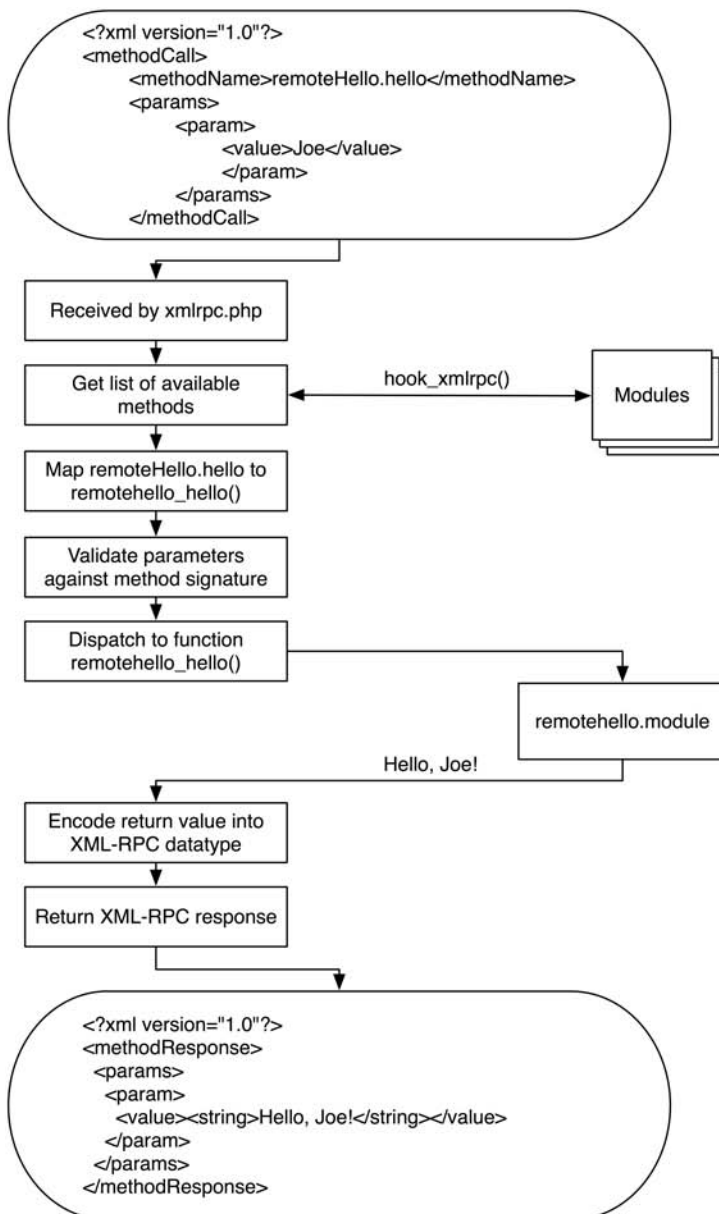 <?xml version="1.0"?>
<methodCall>
<methodName>remoteHello.hello</methodName>
<params>
<param>
<value>Joe</value>
</param>
</params>
</methodCall>
Received by xmlrpc.php
Get list of available
methods
hook_xmlrpc()
Modules
Map remoteHello.hello to
remotehello_hello()
Validate parameters
against method signature
Dispatch to function
remotehello_hello()
remotehello.module
Hello, Joe!
Encode return value into
XML-RPC datatype
Return XML-RPC response
<?xml version="1.0"?>
<methodResponse>
<params>
<param>
<value><string>Hello, Joe!</string></value>
</param>
</params>
</methodResponse>